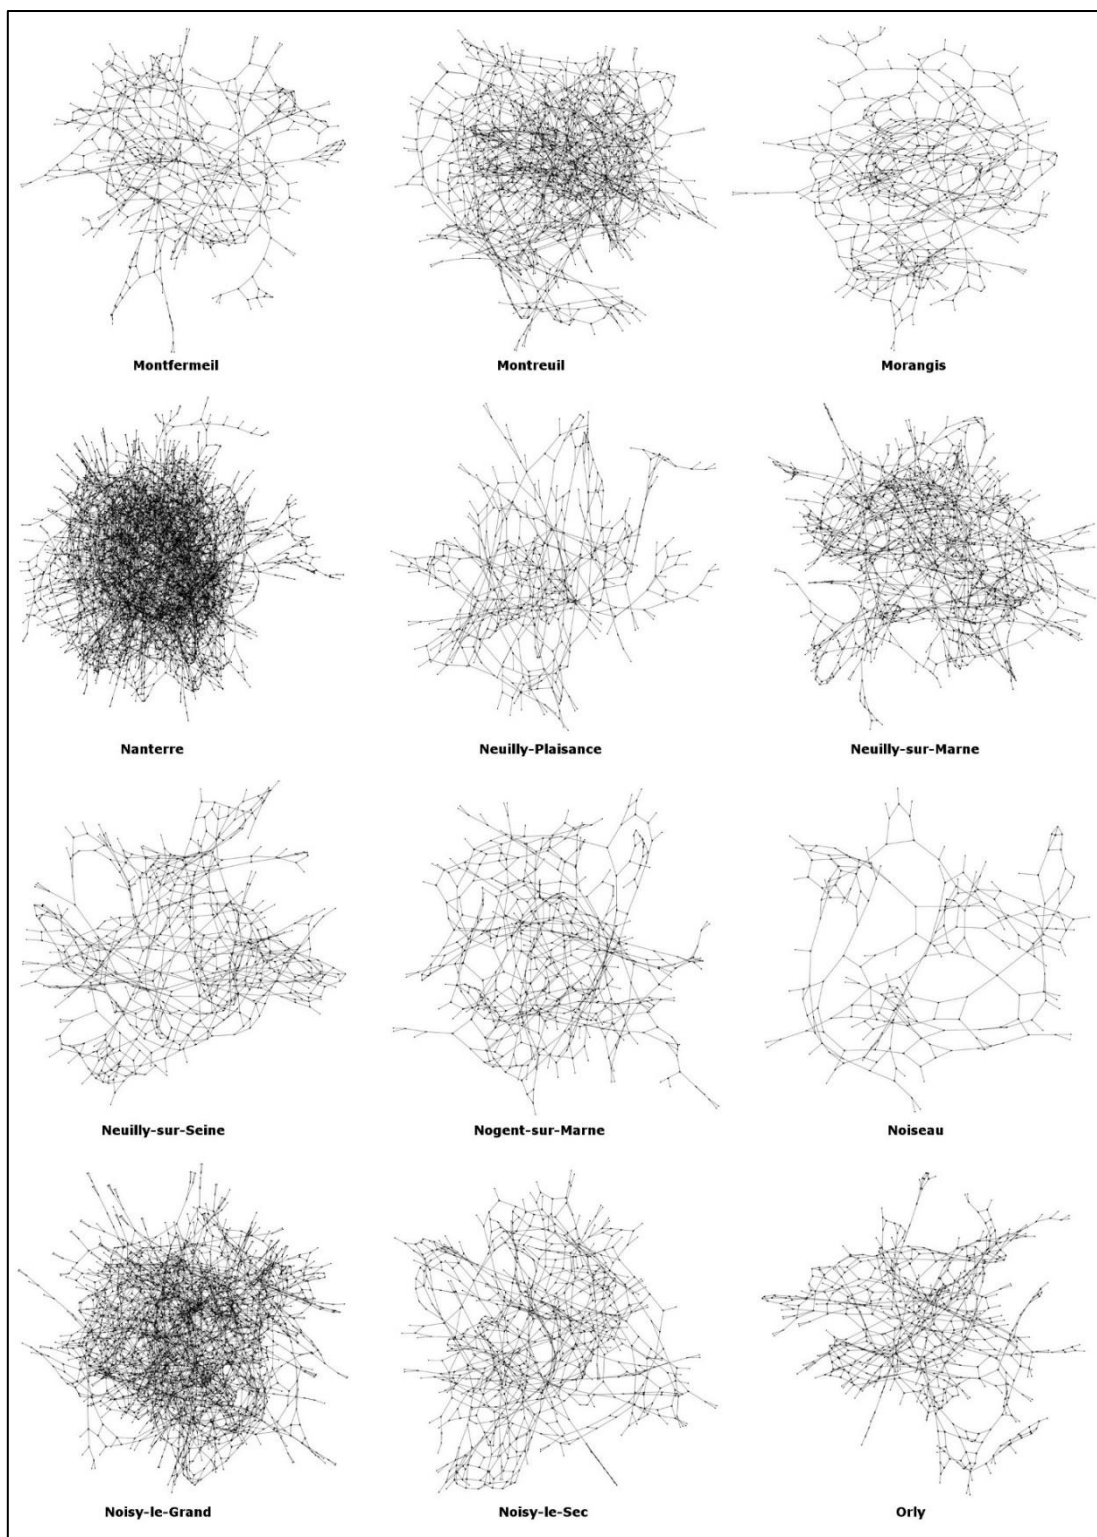 Montfermeil
Montreuil
Morangis
Nanterre
Neuilly-Plaisance
Neuilly-sur-Marne
Neuilly-sur-Seine
Nogent-sur-Marne
Noiseau
Noisy-le-Grand
Noisy-le-Sec
Orly